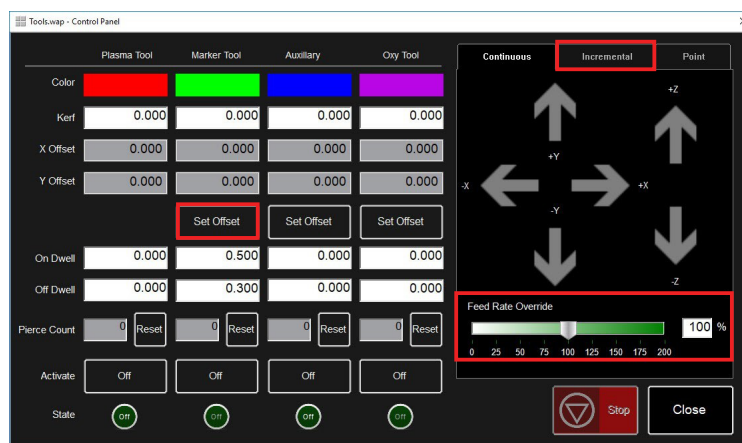 Tools.wap - Control Panel
Plasma Tool Marker Tool Auxillary Oxy Tool
Color
Kerf 0.000 0.000 0.000 0.000
X Offset 0.000 0.000 0.000 0.000
Y Offset 0.000 0.000 0.000 0.000
Set Offset Set Offset Set Offset
On Dwell 0.000 0.500 0.000 0.000
Off Dwell 0.000 0.300 0.000 0.000
Pierce Count 0 Reset 0 Reset 0 Reset 0 Reset
Activate Off Off Off Off
State Off Off Off Off
Continuous Incremental Point
+Z
+Y
-X +X
-Y
-Z
Feed Rate Override
100 %
0 25 50 75 100 125 150 175 200
Stop Close